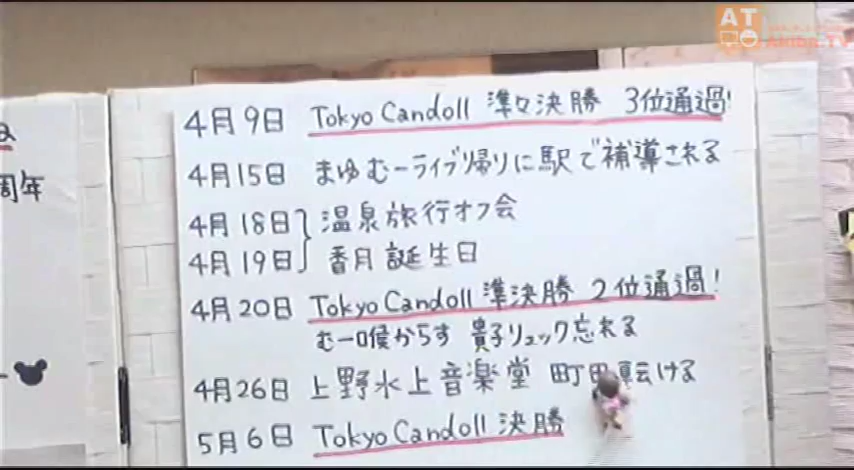 AT
AKIBA.TV
周年
4月9日 Tokyo Candoll 準々決勝 3位通過!
4月15日 まゆむーライブ帰りに駅で補導される
4月18日 温泉旅行オフ会
4月19日 香月誕生日
4月20日 Tokyo Candoll 準決勝 2位通過!
むー喉からす 貴子リュック忘れる
4月26日 上野水上音楽堂 町田転ける
5月6日 Tokyo Candoll 決勝